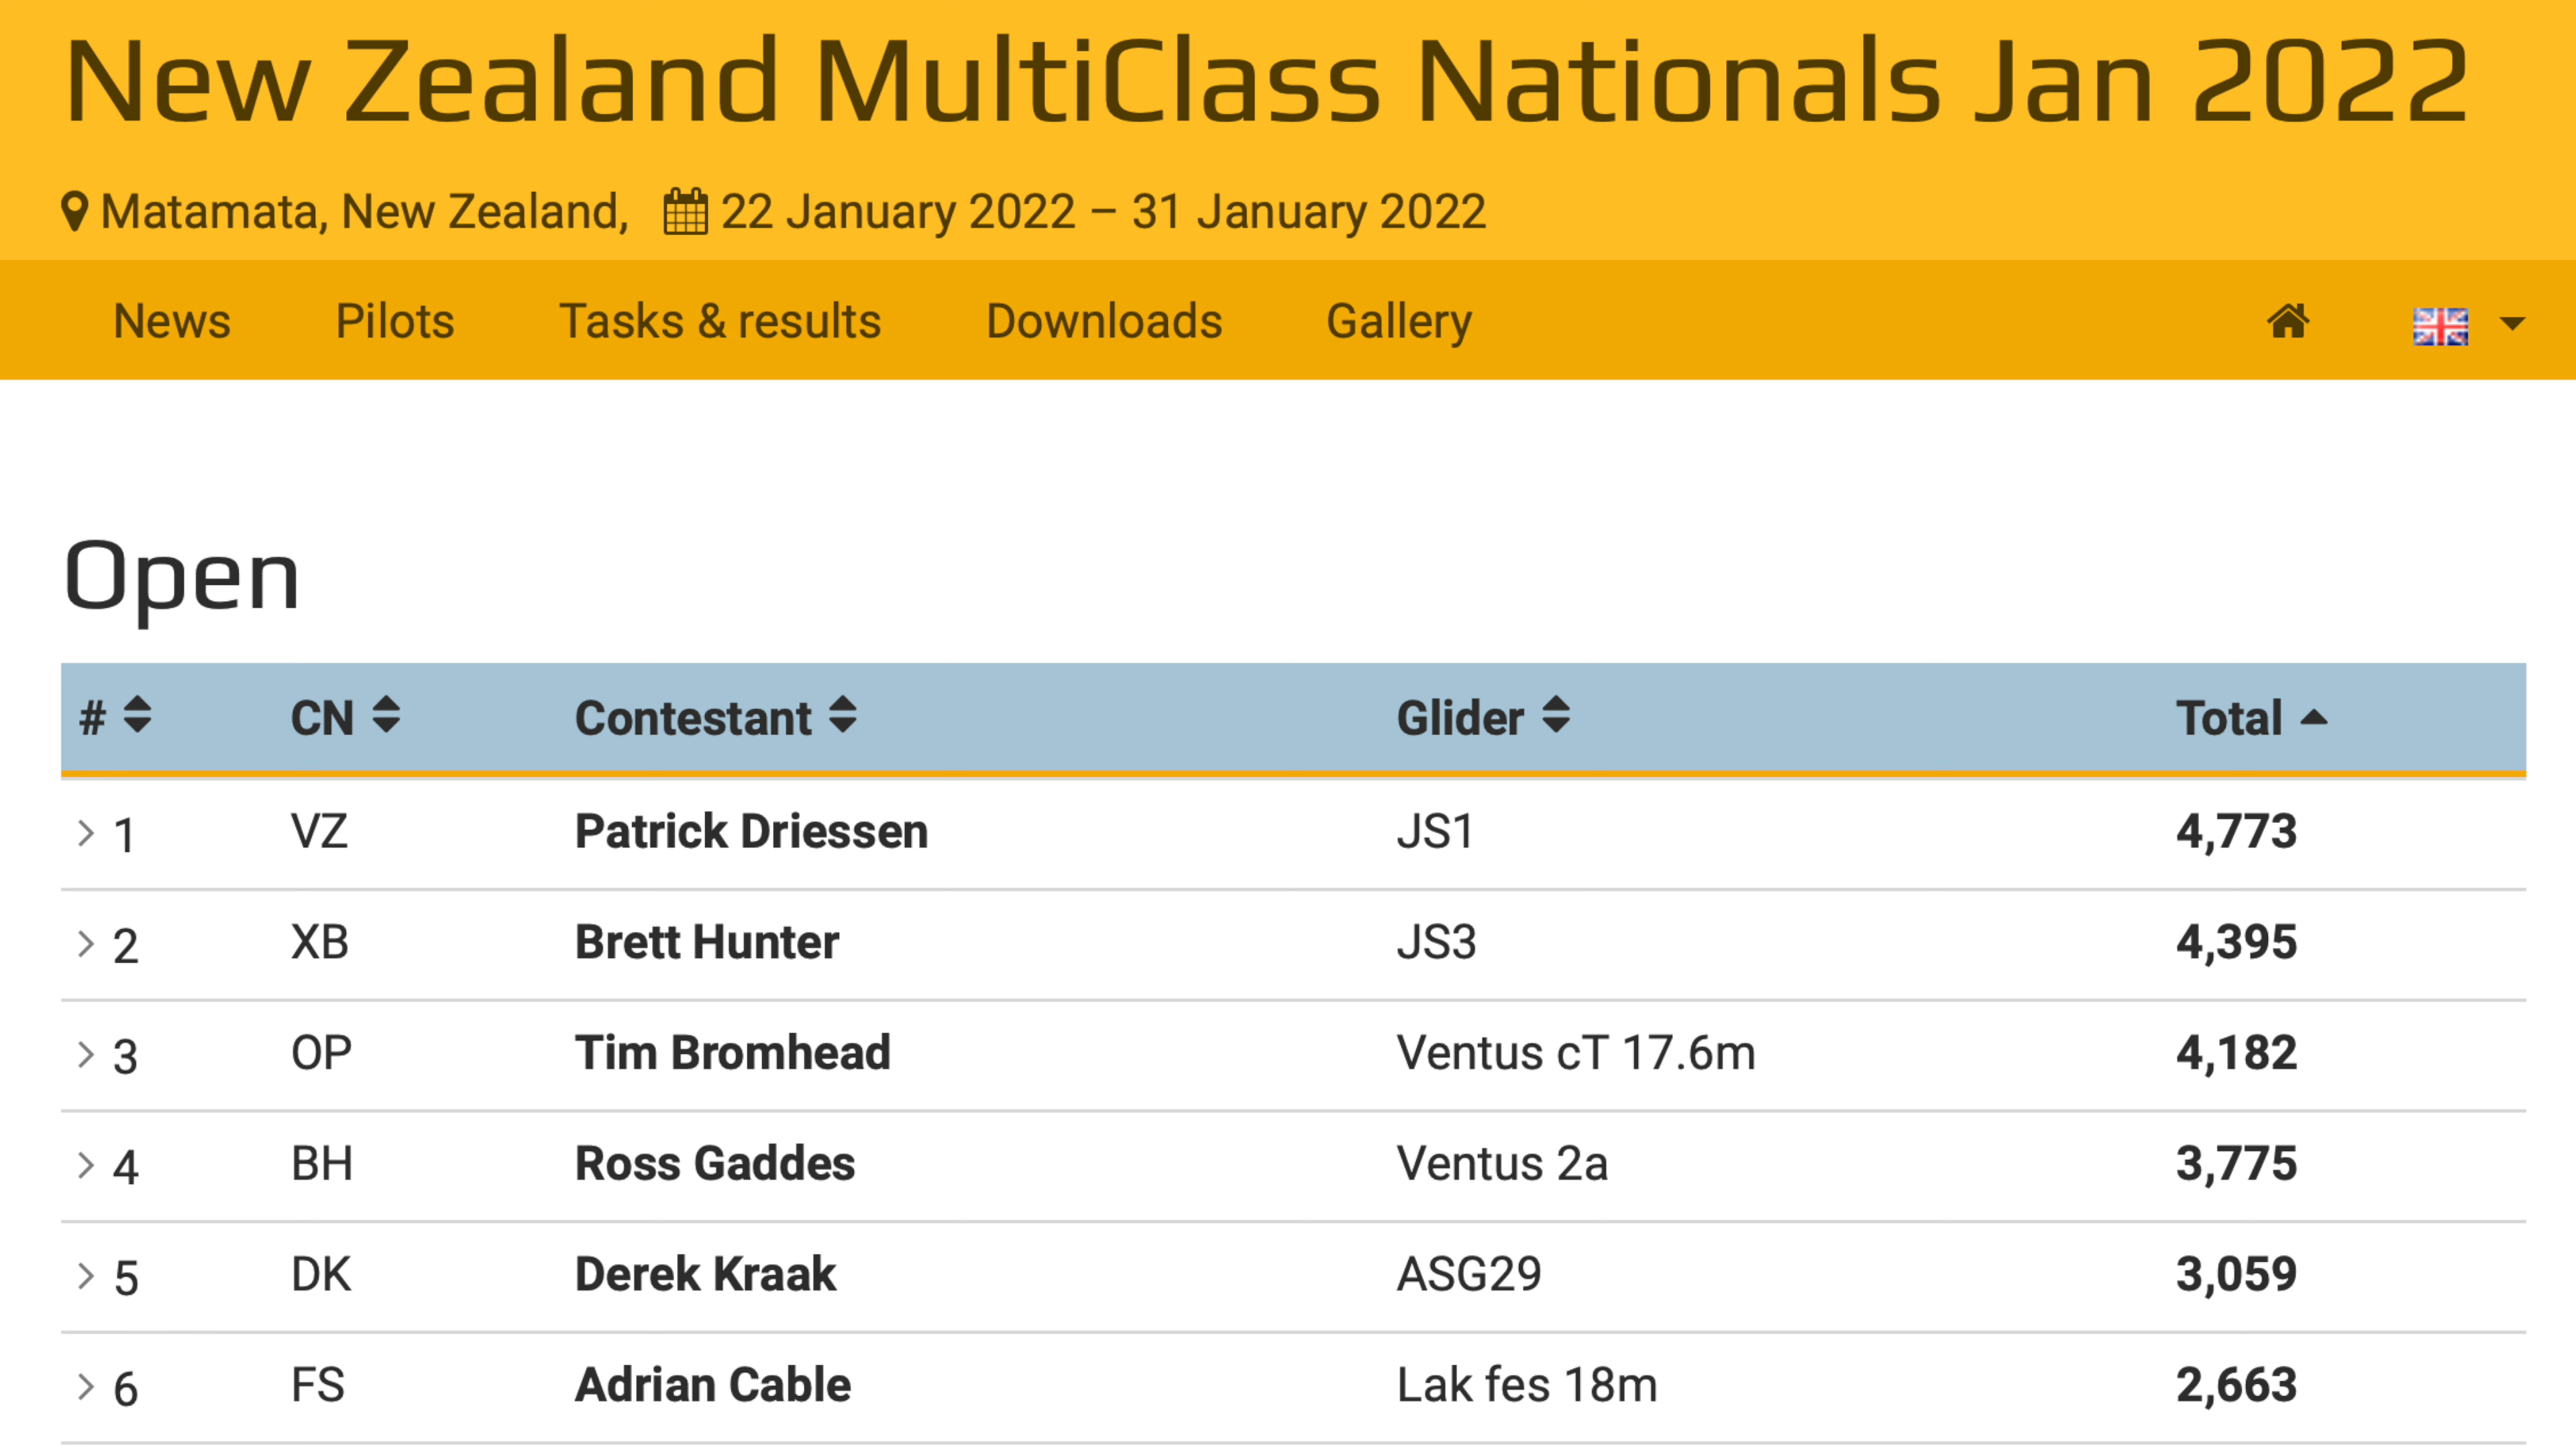 New Zealand MultiClass Nationals Jan 2022
Matamata, New Zealand, 22 January 2022 – 31 January 2022
News Pilots Tasks & results Downloads Gallery
Open
# CN Contestant Glider Total
1 VZ Patrick Driessen JS1 4,773
2 XB Brett Hunter JS3 4,395
3 OP Tim Bromhead Ventus cT 17.6m 4,182
4 BH Ross Gaddes Ventus 2a 3,775
5 DK Derek Kraak ASG29 3,059
6 FS Adrian Cable Lak fes 18m 2,663